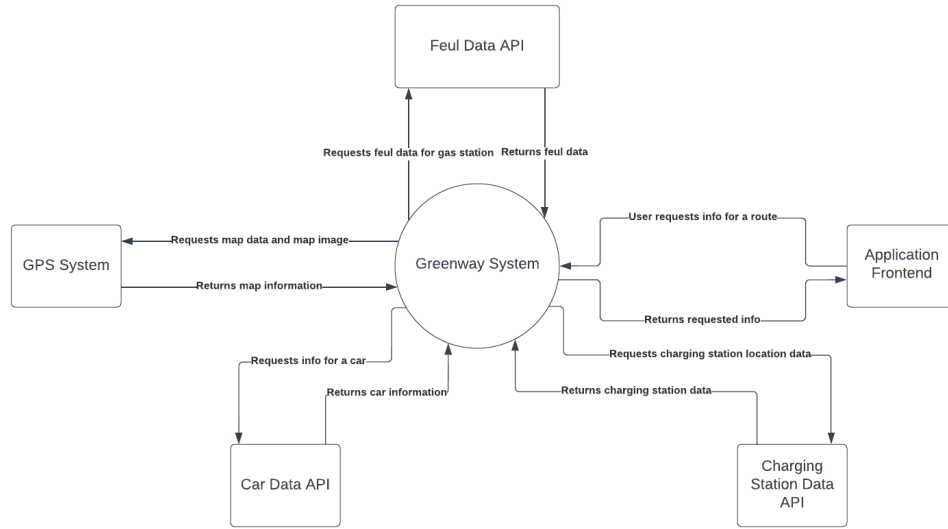 Feul Data API
Requests feul data for gas station
Returns feul data
User requests info for a route
Requests map data and map image
GPS System
Greenway System
Application
Frontend
Returns map information
Returns requested info
Requests info for a car
Requests charging station location data
Returns car information
Returns charging station data
Car Data API
Charging
Station Data
API